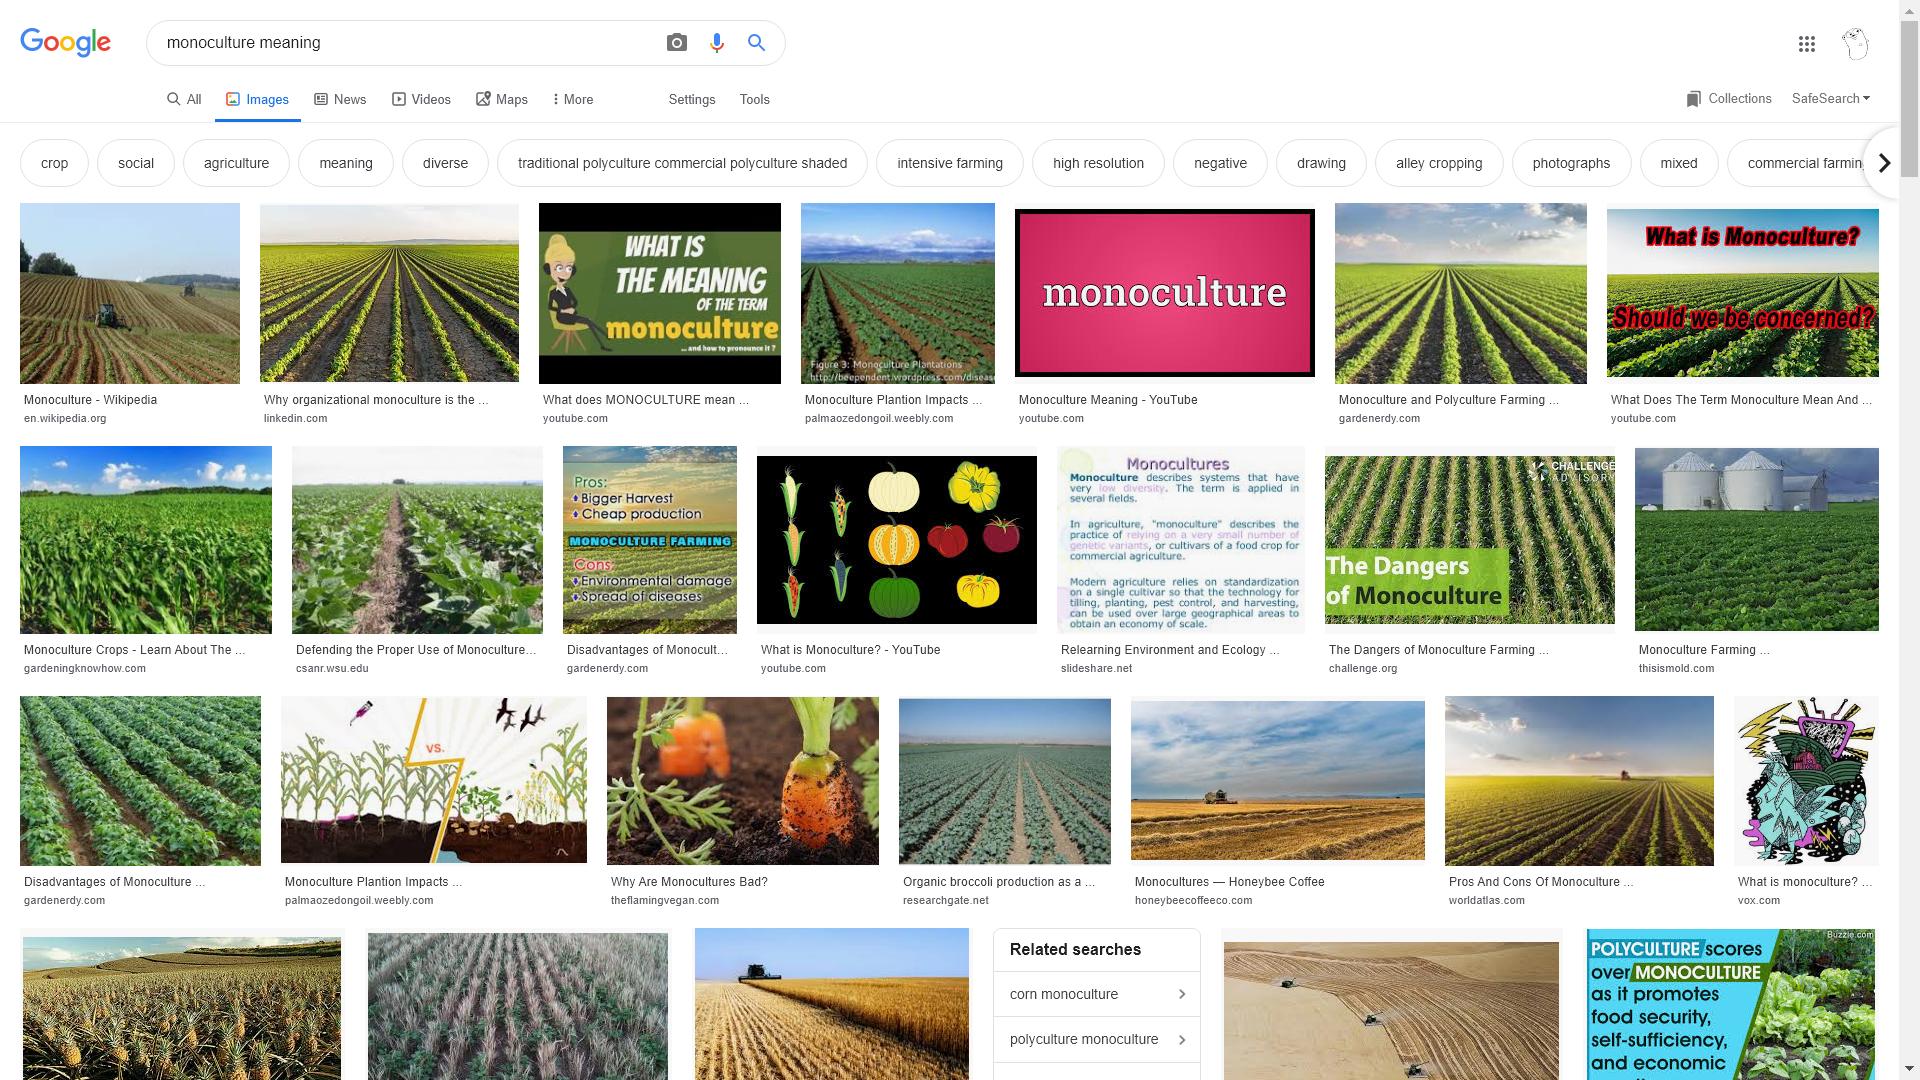 Google
monoculture meaning
All
Images
News
Videos
Maps
More
Settings
Tools
Collections
SafeSearch
crop
social
agriculture
meaning
diverse
traditional polyculture commercial polyculture shaded
intensive farming
high resolution
negative
drawing
alley cropping
photographs
mixed
commercial farming
WHAT IS
THE MEANING
OF THE TERM
monoculture
... and how to pronounce it ?
Figure 3: Monoculture Plantations
http://beependent.wordpress.com/diseas
monoculture
What is Monoculture?
Should we be concerned?
Monoculture - Wikipedia
en.wikipedia.org
Why organizational monoculture is the ...
linkedin.com
What does MONOCULTURE mean ...
youtube.com
Monoculture Plantion Impacts ...
palmaozedongoil.weebly.com
Monoculture Meaning - YouTube
youtube.com
Monoculture and Polyculture Farming ...
gardenerdy.com
What Does The Term Monoculture Mean And ...
youtube.com
Pros:
Bigger Harvest
Cheap production
MONOCULTURE FARMING
Cons:
Environmental damage
Spread of diseases
Monocultures
Monoculture describes systems that have
very low diversity. The term is applied in
several fields.
In agriculture, "monoculture" describes the
practice of relying on a very small number of
genetic variants, or cultivars of a food crop for
commercial agriculture.
Modern agriculture relies on standardization
on a single cultivar so that the technology for
tilling, planting, pest control, and harvesting,
can be used over large geographical areas to
obtain an economy of scale.
CHALLENGE
ADVISORY
The Dangers
of Monoculture
Monoculture Crops - Learn About The ...
gardeningknowhow.com
Defending the Proper Use of Monoculture...
csanr.wsu.edu
Disadvantages of Monocult...
gardenerdy.com
What is Monoculture? - YouTube
youtube.com
Relearning Environment and Ecology ...
slideshare.net
The Dangers of Monoculture Farming ...
challenge.org
Monoculture Farming ...
thisismold.com
VS.
Disadvantages of Monoculture ...
gardenerdy.com
Monoculture Plantion Impacts ...
palmaozedongoil.weebly.com
Why Are Monocultures Bad?
theflamingvegan.com
Organic broccoli production as a ...
researchgate.net
Monocultures — Honeybee Coffee
honeybeecoffeeco.com
Pros And Cons Of Monoculture ...
worldatlas.com
What is monoculture? ...
vox.com
Related searches
corn monoculture
polyculture monoculture
Buzzle.com
POLYCULTURE scores
over MONOCULTURE
as it promotes
food security,
self-sufficiency,
and economic